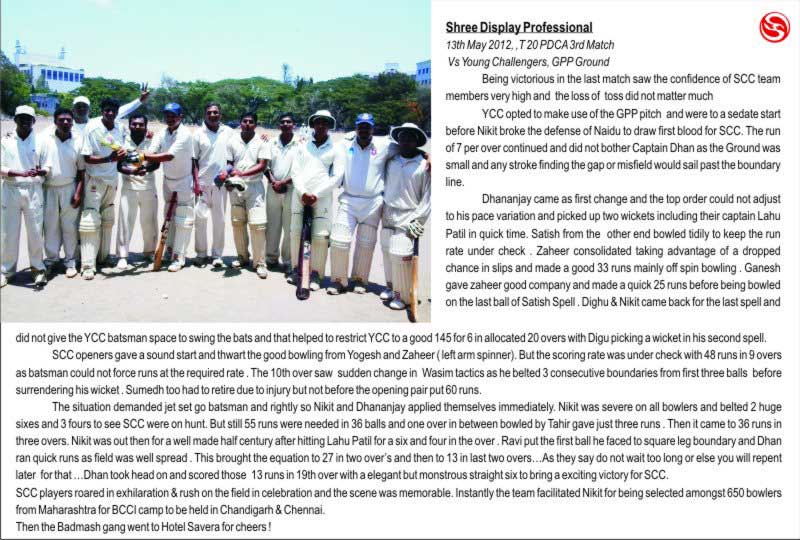 Shree Display Professional
13th May 2012, ,T 20 PDCA 3rd Match
Vs Young Challengers, GPP Ground
Being victorious in the last match saw the confidence of SCC team
members very high and the loss of toss did not matter much
YCC opted to make use of the GPP pitch and were to a sedate start
before Nikit broke the defense of Naidu to draw first blood for SCC. The run
of 7 per over continued and did not bother Captain Dhan as the Ground was
small and any stroke finding the gap or misfield would sail past the boundary
line.
Dhananjay came as first change and the top order could not adjust
to his pace variation and picked up two wickets including their captain Lahu
Patil in quick time. Satish from the other end bowled tidily to keep the run
rate under check . Zaheer consolidated taking advantage of a dropped
chance in slips and made a good 33 runs mainly off spin bowling . Ganesh
gave zaheer good company and made a quick 25 runs before being bowled
on the last ball of Satish Spell . Dighu & Nikit came back for the last spell and
did not give the YCC batsman space to swing the bats and that helped to restrict YCC to a good 145 for 6 in allocated 20 overs with Digu picking a wicket in his second spell.
SCC openers gave a sound start and thwart the good bowling from Yogesh and Zaheer ( left arm spinner). But the scoring rate was under check with 48 runs in 9 overs
as batsman could not force runs at the required rate . The 10th over saw sudden change in Wasim tactics as he belted 3 consecutive boundaries from first three balls before
surrendering his wicket . Sumedh too had to retire due to injury but not before the opening pair put 60 runs.
The situation demanded jet set go batsman and rightly so Nikit and Dhananjay applied themselves immediately. Nikit was severe on all bowlers and belted 2 huge
sixes and 3 fours to see SCC were on hunt. But still 55 runs were needed in 36 balls and one over in between bowled by Tahir gave just three runs . Then it came to 36 runs in
three overs. Nikit was out then for a well made half century after hitting Lahu Patil for a six and four in the over . Ravi put the first ball he faced to square leg boundary and Dhan
ran quick runs as field was well spread . This brought the equation to 27 in two over's and then to 13 in last two overs…As they say do not wait too long or else you will repent
later for that …Dhan took head on and scored those 13 runs in 19th over with a elegant but monstrous straight six to bring a exciting victory for SCC.
SCC players roared in exhilaration & rush on the field in celebration and the scene was memorable. Instantly the team facilitated Nikit for being selected amongst 650 bowlers
from Maharashtra for BCCI camp to be held in Chandigarh & Chennai.
Then the Badmash gang went to Hotel Savera for cheers !